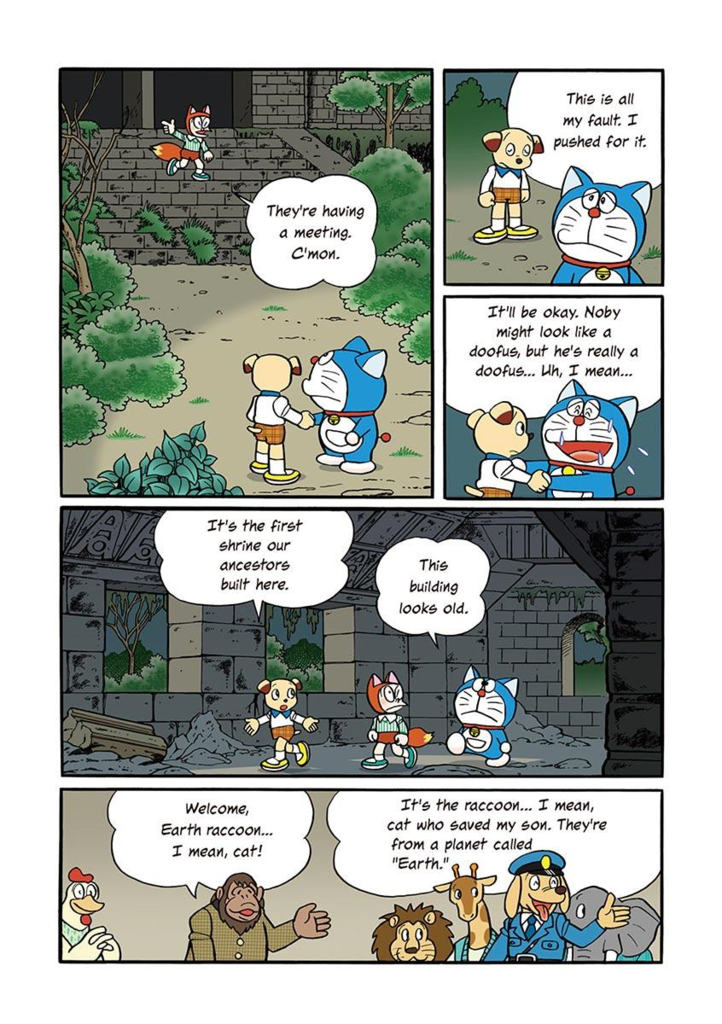 They're having
a meeting.
C'mon.
This is all
my fault. I
pushed for it.
It'll be okay. Noby
might look like a
doofus, but he's really a
doofus... Uh, I mean...
It's the first
shrine our
ancestors
built here.
This
building
looks old.
Welcome,
Earth raccoon...
I mean, cat!
It's the raccoon... I mean,
cat who saved my son. They're
from a planet called
"Earth."